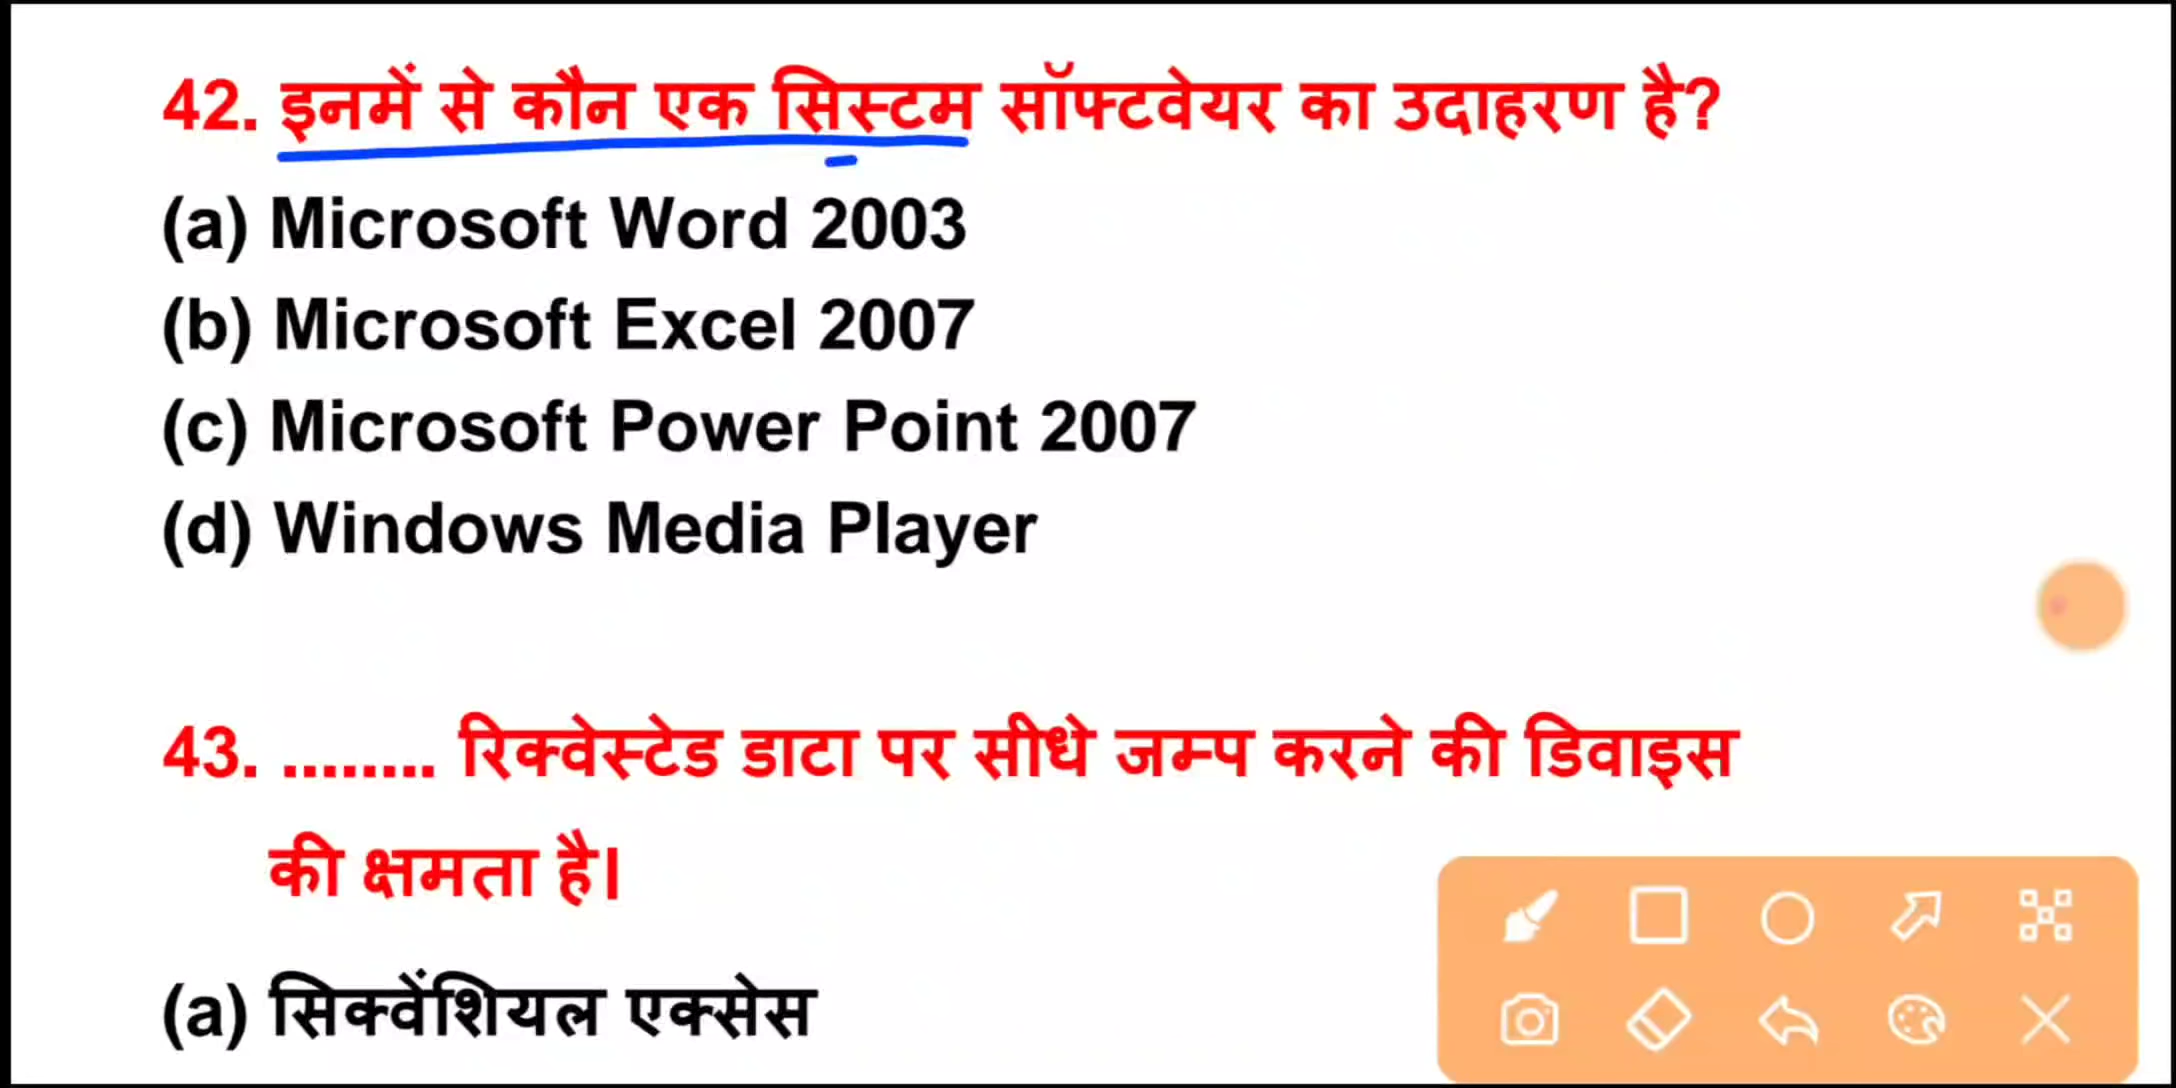 42. इनमें से कौन एक सिस्टम सॉफ्टवेयर का उदाहरण है?
(a) Microsoft Word 2003
(b) Microsoft Excel 2007
(c) Microsoft Power Point 2007
(d) Windows Media Player
43. ........ रिक्वेस्टेड डाटा पर सीधे जम्प करने की डिवाइस
की क्षमता है।
(a) सिक्वेंशियल एक्सेस